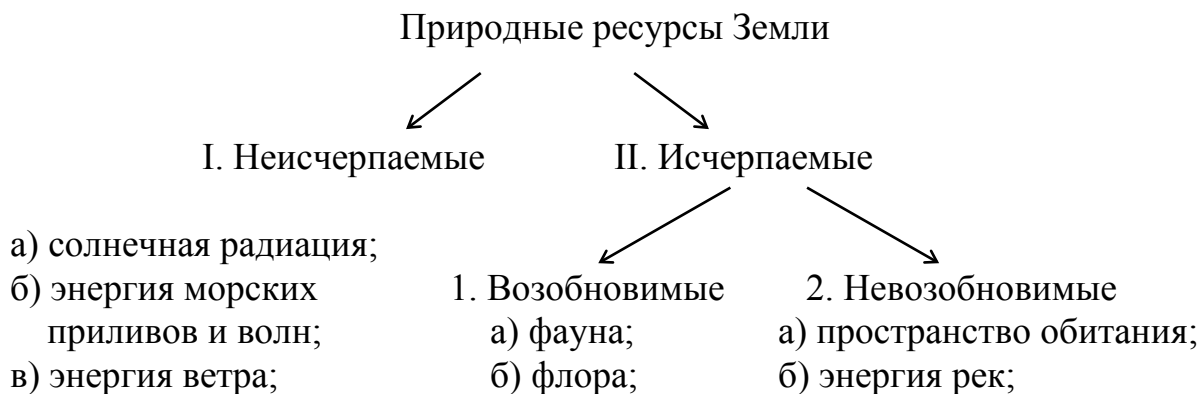 Природные ресурсы Земли
I. Неисчерпаемые
II. Исчерпаемые
а) солнечная радиация;
б) энергия морских
приливов и волн;
в) энергия ветра;
1. Возобновимые
а) фауна;
б) флора;
2. Невозобновимые
а) пространство обитания;
б) энергия рек;